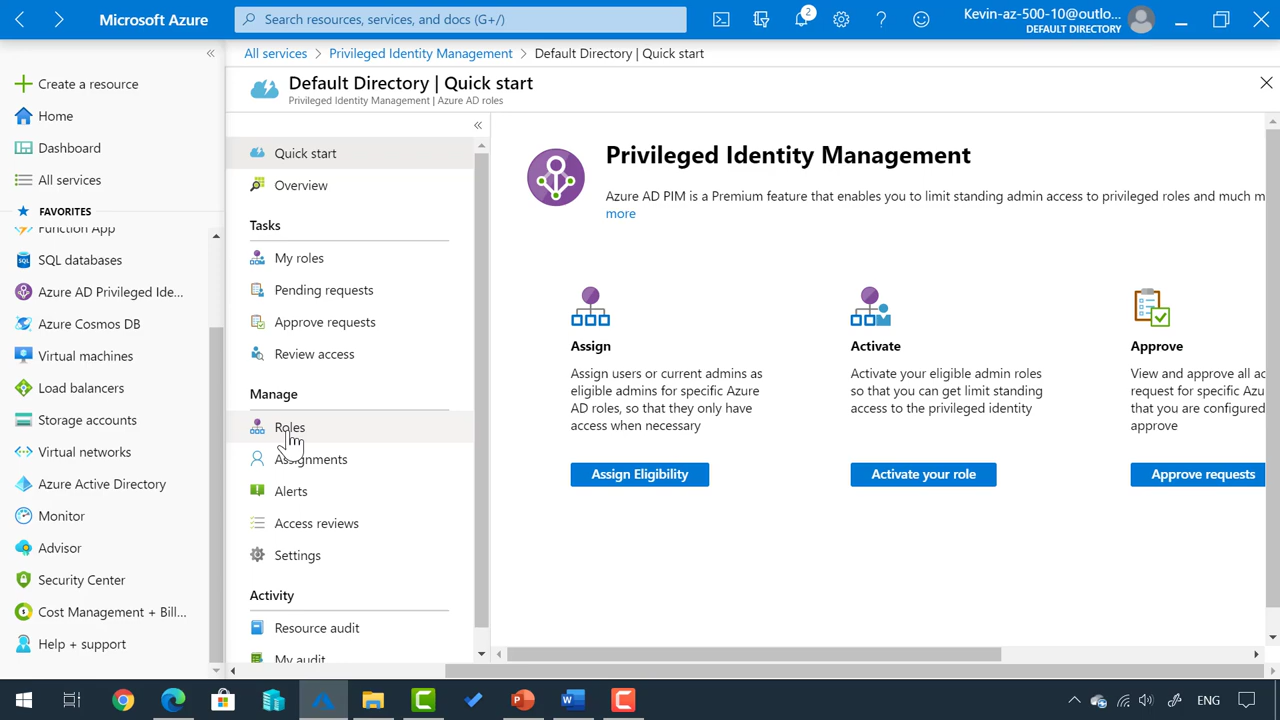 Microsoft Azure
Search resources, services, and docs (G+/)
2
Kevin-az-500-10@outlo...
DEFAULT DIRECTORY
All services > Privileged Identity Management > Default Directory | Quick start
Create a resource
Home
Dashboard
All services
FAVORITES
Function App
SQL databases
Azure AD Privileged Ide...
Azure Cosmos DB
Virtual machines
Load balancers
Storage accounts
Virtual networks
Azure Active Directory
Monitor
Advisor
Security Center
Cost Management + Bill...
Help + support
Default Directory | Quick start
Privileged Identity Management | Azure AD roles
Quick start
Overview
Tasks
My roles
Pending requests
Approve requests
Review access
Manage
Roles
Assignments
Alerts
Access reviews
Settings
Activity
Resource audit
My audit
Privileged Identity Management
Azure AD PIM is a Premium feature that enables you to limit standing admin access to privileged roles and much m
more
Assign
Assign users or current admins as
eligible admins for specific Azure
AD roles, so that they only have
access when necessary
Assign Eligibility
Activate
Activate your eligible admin roles
so that you can get limit standing
access to the privileged identity
Activate your role
Approve
View and approve all ac
request for specific Azu
that you are configured
approve
Approve requests
ENG